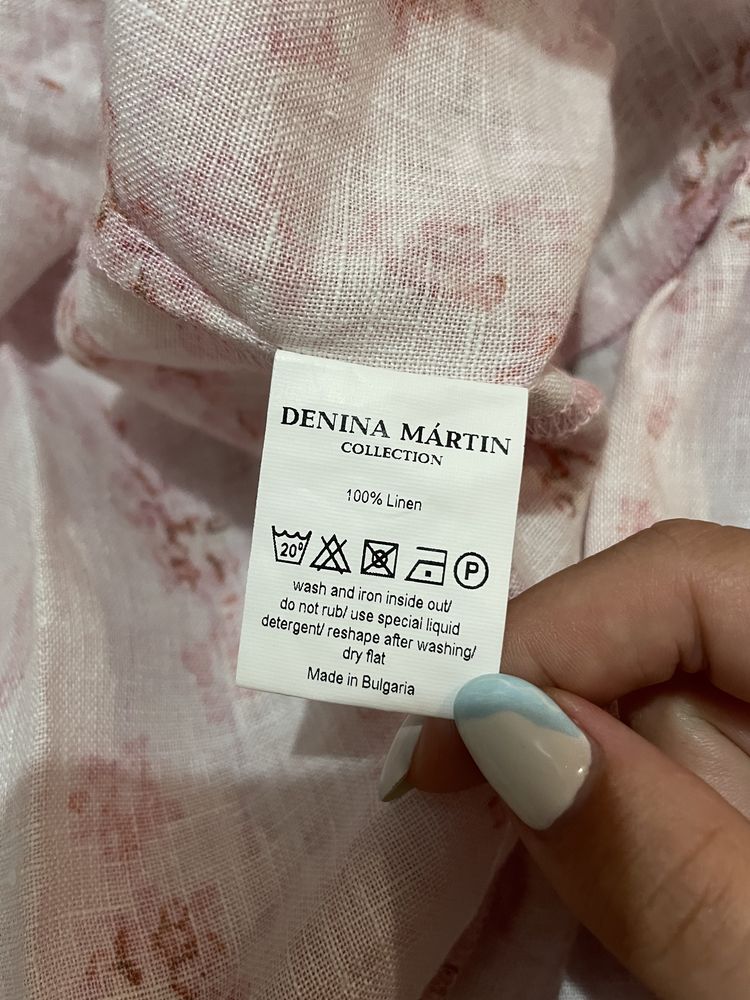 DENINA MÁRTIN
COLLECTION
100% Linen
20° P
wash and iron inside out/
do not rub/ use special liquid
detergent/ reshape after washing/
dry flat
Made in Bulgaria